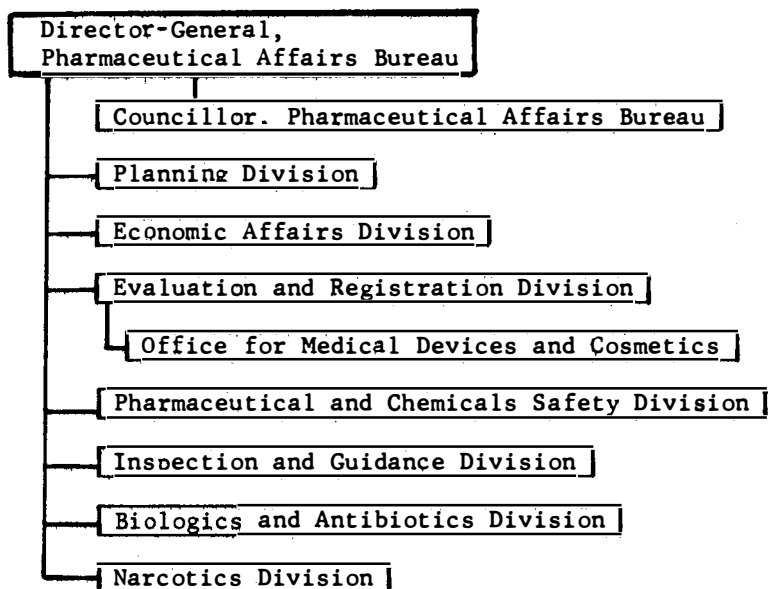 Director-General,
Pharmaceutical Affairs Bureau
Councillor. Pharmaceutical Affairs Bureau
Planning Division
Economic Affairs Division
Evaluation and Registration Division
Office for Medical Devices and Cosmetics
Pharmaceutical and Chemicals Safety Division
Inspection and Guidance Division
Biologics and Antibiotics Division
Narcotics Division